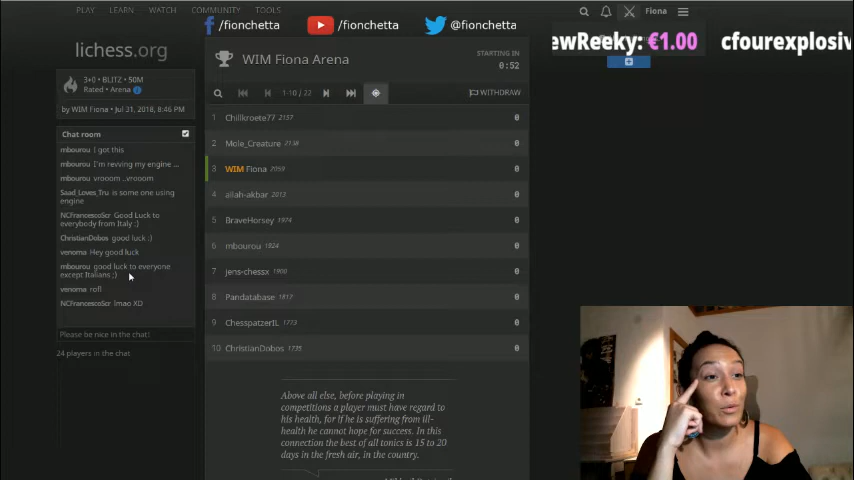 PLAY LEARN WATCH COMMUNITY TOOLS Fiona
/fionchetta /fionchetta @fionchetta
ewReeky: €1.00 cfourexplosiv
lichess.org
WIM Fiona Arena
STARTING IN
0:52
3+0 • BLITZ • 50M
Rated • Arena
by WIM Fiona • Jul 31, 2018, 8:46 PM
1-10 / 22
WITHDRAW
Chat room
mbourou I got this
mbourou I'm revving my engine ...
mbourou vrooom ..vrooom
Saad_Loves_Tru is some one using
engine
NCFrancescoScr Good Luck to
everybody from Italy :)
ChristianDobos good luck :)
venoma Hey good luck
mbourou good luck to everyone
except Italians ;)
venoma rofl
NCFrancescoScr lmao XD
Please be nice in the chat!
24 players in the chat
1 Chillkroete77 2157 0
2 Mole_Creature 2138 0
3 WIM Fiona 2053 0
4 allah-akbar 2013 0
5 BraveHorsey 1974 0
6 mbourou 1924 0
7 jens-chessx 1900 0
8 Pandatabase 1817 0
9 ChesspatzerIL 1773 0
10 ChristianDobos 1735 0
Above all else, before playing in
competitions a player must have regard to
his health, for if he is suffering from ill-
health he cannot hope for success. In this
connection the best of all tonics is 15 to 20
days in the fresh air, in the country.